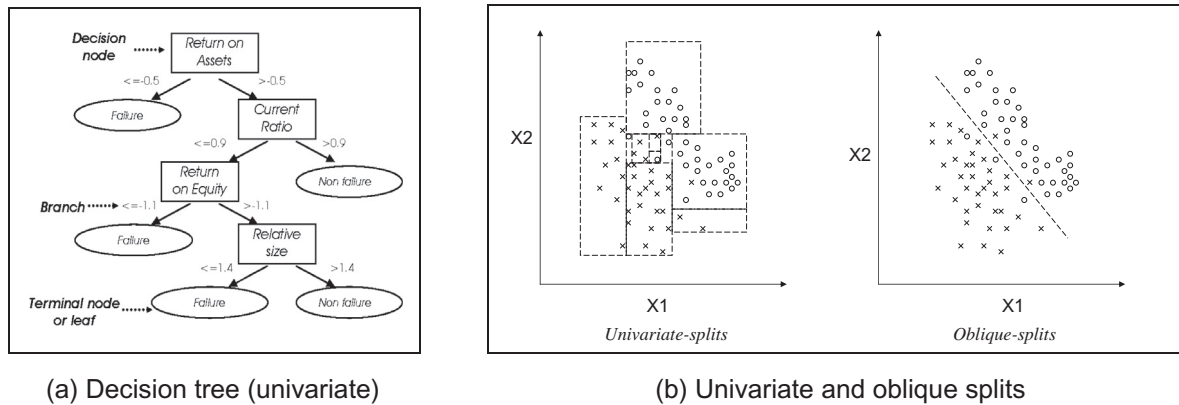 Decision
node
Return on
Assets
<=-0.5
>-0.5
Failure
Current
Ratio
<=0.9
>0.9
Return
on Equity
Non failure
Branch
<=-1.1
>-1.1
Failure
Relative
size
<=1.4
>1.4
Terminal node
or leaf
Failure
Non failure
(a) Decision tree (univariate)
X2
X1
Univariate-splits
X2
X1
Oblique-splits
(b) Univariate and oblique splits